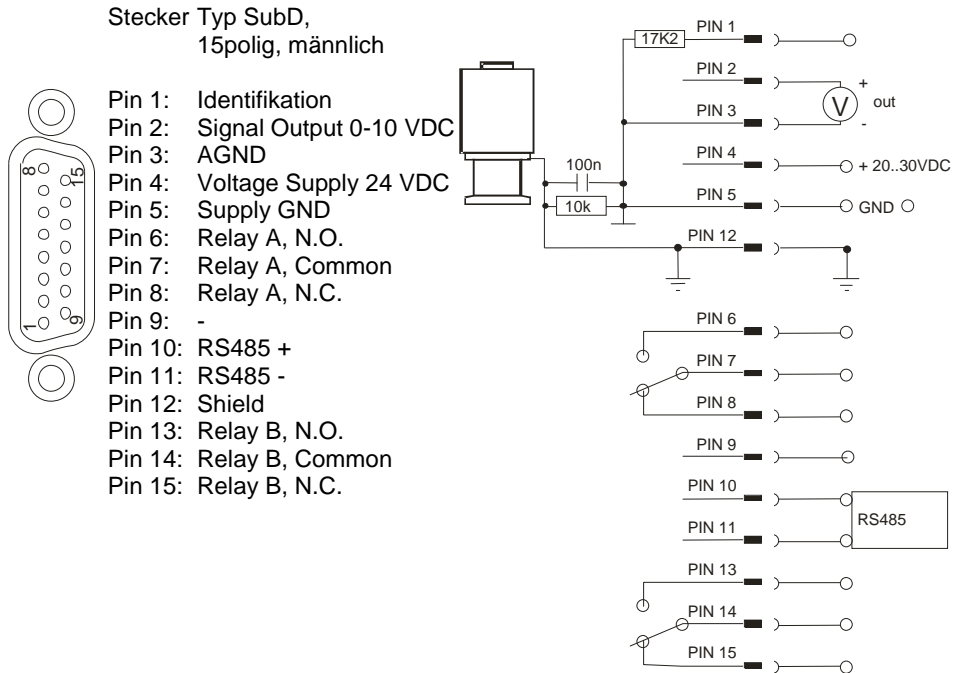 Stecker Typ SubD,
15polig, männlich
Pin 1: Identifikation
Pin 2: Signal Output 0-10 VDC
Pin 3: AGND
Pin 4: Voltage Supply 24 VDC
Pin 5: Supply GND
Pin 6: Relay A, N.O.
Pin 7: Relay A, Common
Pin 8: Relay A, N.C.
Pin 9: -
Pin 10: RS485 +
Pin 11: RS485 -
Pin 12: Shield
Pin 13: Relay B, N.O.
Pin 14: Relay B, Common
Pin 15: Relay B, N.C.
8
15
1
9
17K2
PIN 1
PIN 2
+
V
out
PIN 3
-
100n
PIN 4
+ 20..30VDC
10k
PIN 5
GND
PIN 12
PIN 6
PIN 7
PIN 8
PIN 9
PIN 10
RS485
PIN 11
PIN 13
PIN 14
PIN 15